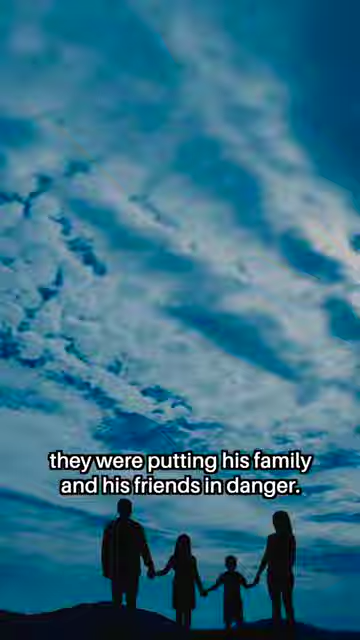 they were putting his family
and his friends in danger.